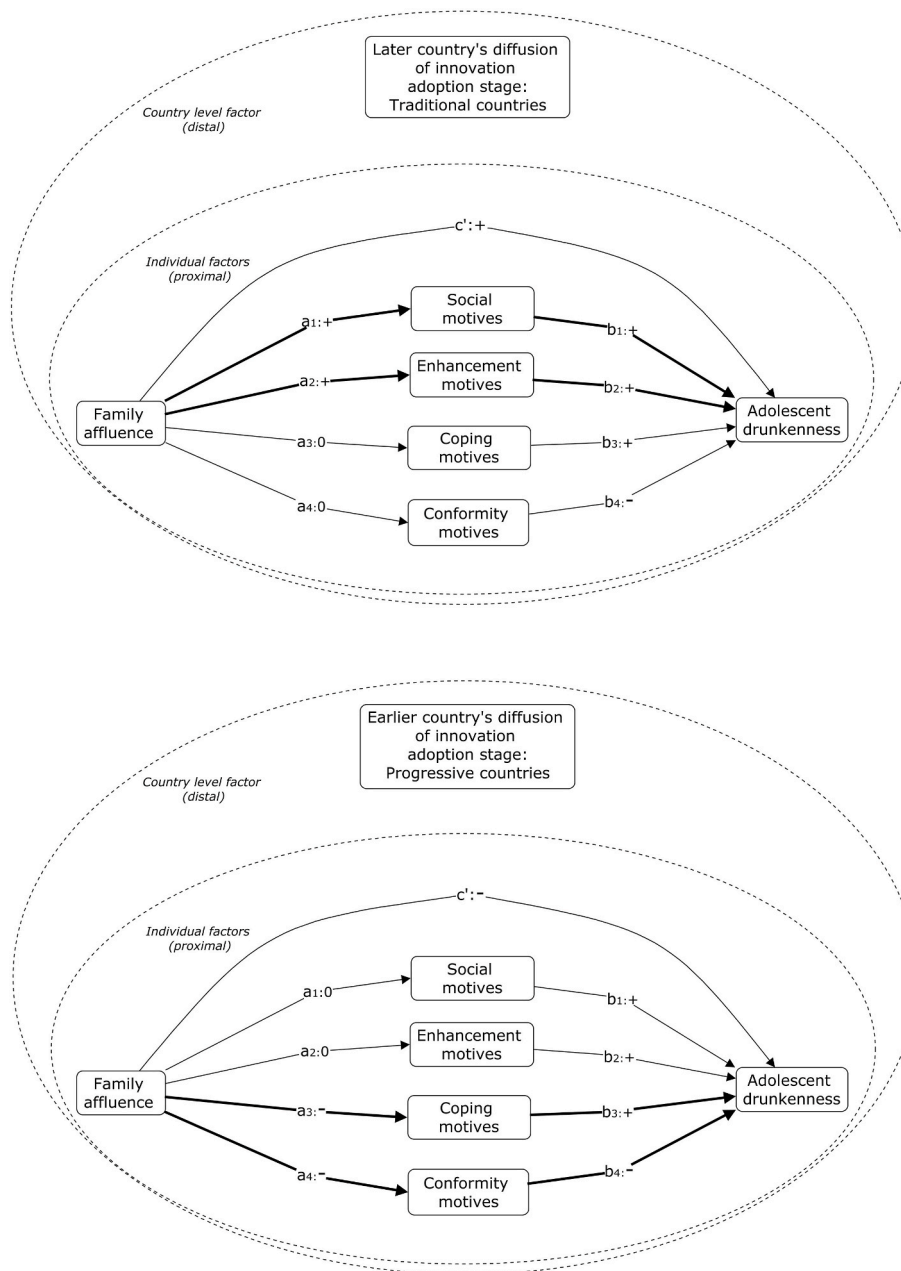 Later country's diffusion
of innovation
adoption stage:
Traditional countries
Country level factor
(distal)
c':+
Individual factors
(proximal)
Social
motives
a₁:+
b₁:+
Enhancement
motives
a₂:+
b₂:+
Family
affluence
Adolescent
drunkenness
Coping
motives
a₃:0
b₃:+
Conformity
motives
a₄:0
b₄:-
Earlier country's diffusion
of innovation
adoption stage:
Progressive countries
Country level factor
(distal)
c':-
Individual factors
(proximal)
Social
motives
a₁:0
b₁:+
Enhancement
motives
a₂:0
b₂:+
Family
affluence
Adolescent
drunkenness
Coping
motives
a₃:-
b₃:+
Conformity
motives
a₄:-
b₄:-